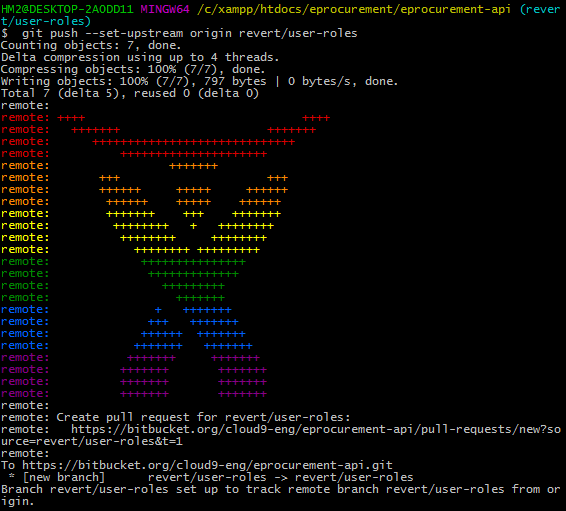 HM2@DESKTOP-2AODD11 MINGW64 /c/xampp/htdocs/eprocurement/eprocurement-api (rever
t/user-roles)
$  git push --set-upstream origin revert/user-roles
Counting objects: 7, done.
Delta compression using up to 4 threads.
Compressing objects: 100% (7/7), done.
Writing objects: 100% (7/7), 797 bytes | 0 bytes/s, done.
Total 7 (delta 5), reused 0 (delta 0)
remote:
remote: ++++                               ++++
remote:   +++++++                     +++++++
remote:      +++++++++++++++++++++++++++++
remote:          +++++++++++++++++++++
remote:                 +++++++
remote:       +++                     +++
remote:       ++++++     +++++     ++++++
remote:        ++++++    +++++    ++++++
remote:        +++++++    +++    +++++++
remote:         ++++++++   +   ++++++++
remote:          ++++++++     ++++++++
remote:            ++++++++ +++++++++
remote:             +++++++++++++++
remote:              +++++++++++++
remote:                +++++++++
remote:                  +++++++
remote:               +   +++++++
remote:              +++   +++++++
remote:             ++++++  +++++++
remote:            +++++++   +++++++
remote:           +++++++     +++++++
remote:          +++++++       +++++++
remote:          +++++++       +++++++
remote:          +++++++       +++++++
remote:
remote: Create pull request for revert/user-roles:
remote:   https://bitbucket.org/cloud9-eng/eprocurement-api/pull-requests/new?so
urce=revert/user-roles&t=1
remote:
To https://bitbucket.org/cloud9-eng/eprocurement-api.git
 * [new branch]      revert/user-roles -> revert/user-roles
Branch revert/user-roles set up to track remote branch revert/user-roles from or
igin.